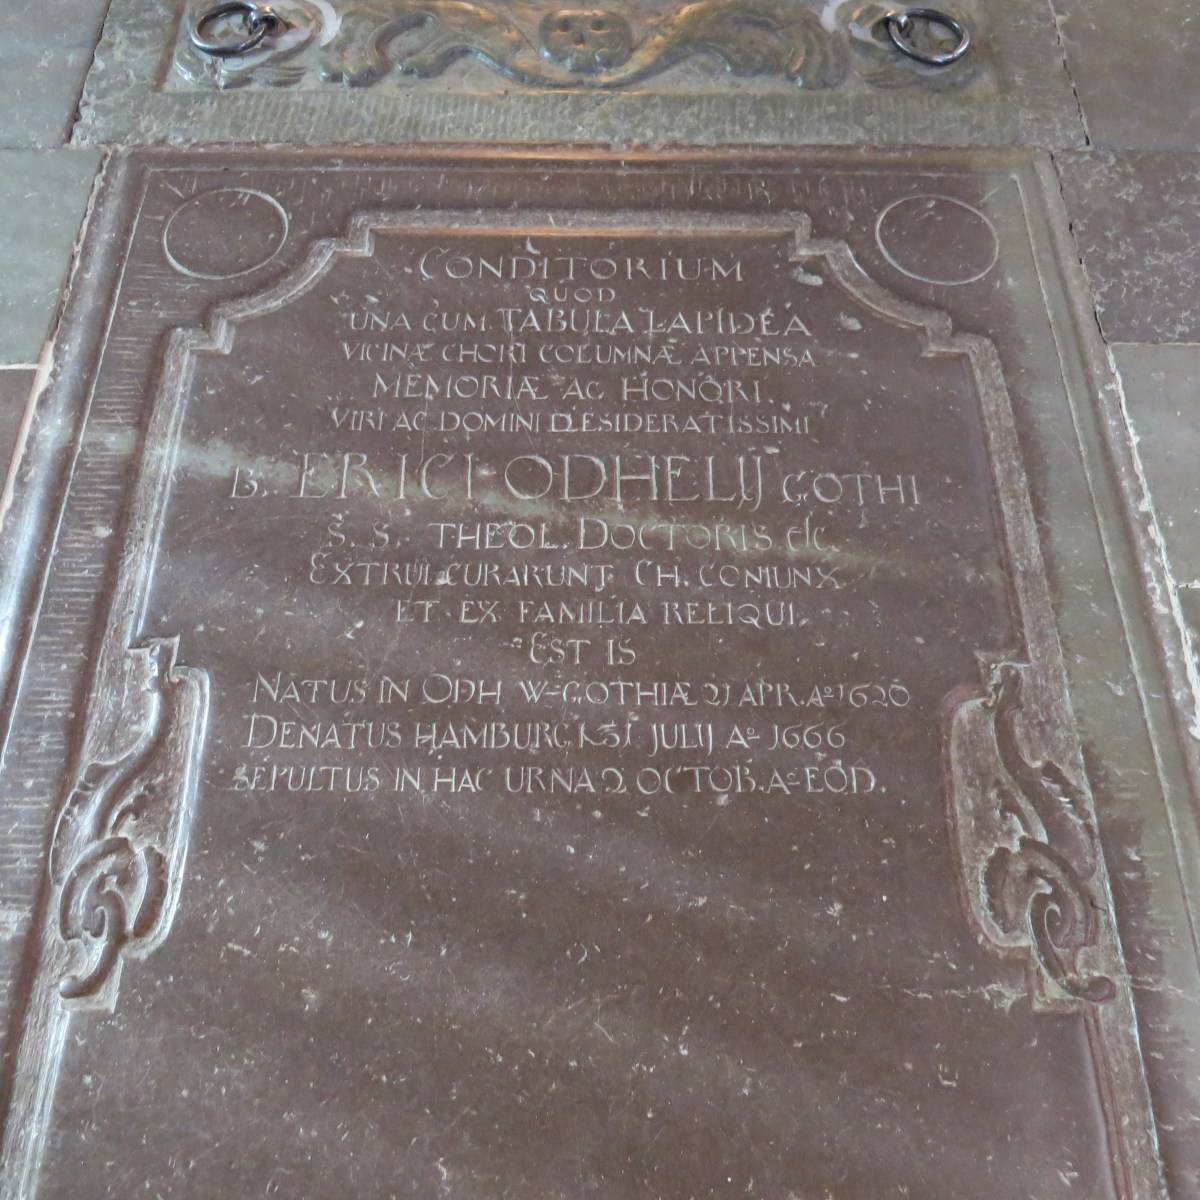 CONDITORIUM
QUOD
UNA CUM TABULA LAPIDEA
VICINÆ CHORI COLUMNÆ APPENSA
MEMORIÆ AC HONORI.
VIRI AC DOMINI DESIDERATISSIMI
B. ERICI ODHELIJ GOTHI
S. S. THEOL. DOCTORIS etc.
EXTRUI CURARUNT CH. CONIUNX
ET EX FAMILIA RELIQUI.
EST IS
NATUS IN ODH W-GOTHIÆ 21 APR. Ao 1620
DENATUS HAMBURGI 31 JULIJ Ao 1666
SEPULTUS IN HAC URNA 2 OCTOB. Ao EOD.